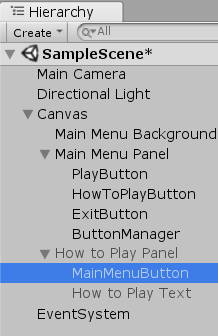 Hierarchy
Create All
SampleScene*
Main Camera
Directional Light
Canvas
Main Menu Background
Main Menu Panel
PlayButton
HowToPlayButton
ExitButton
ButtonManager
How to Play Panel
MainMenuButton
How to Play Text
EventSystem